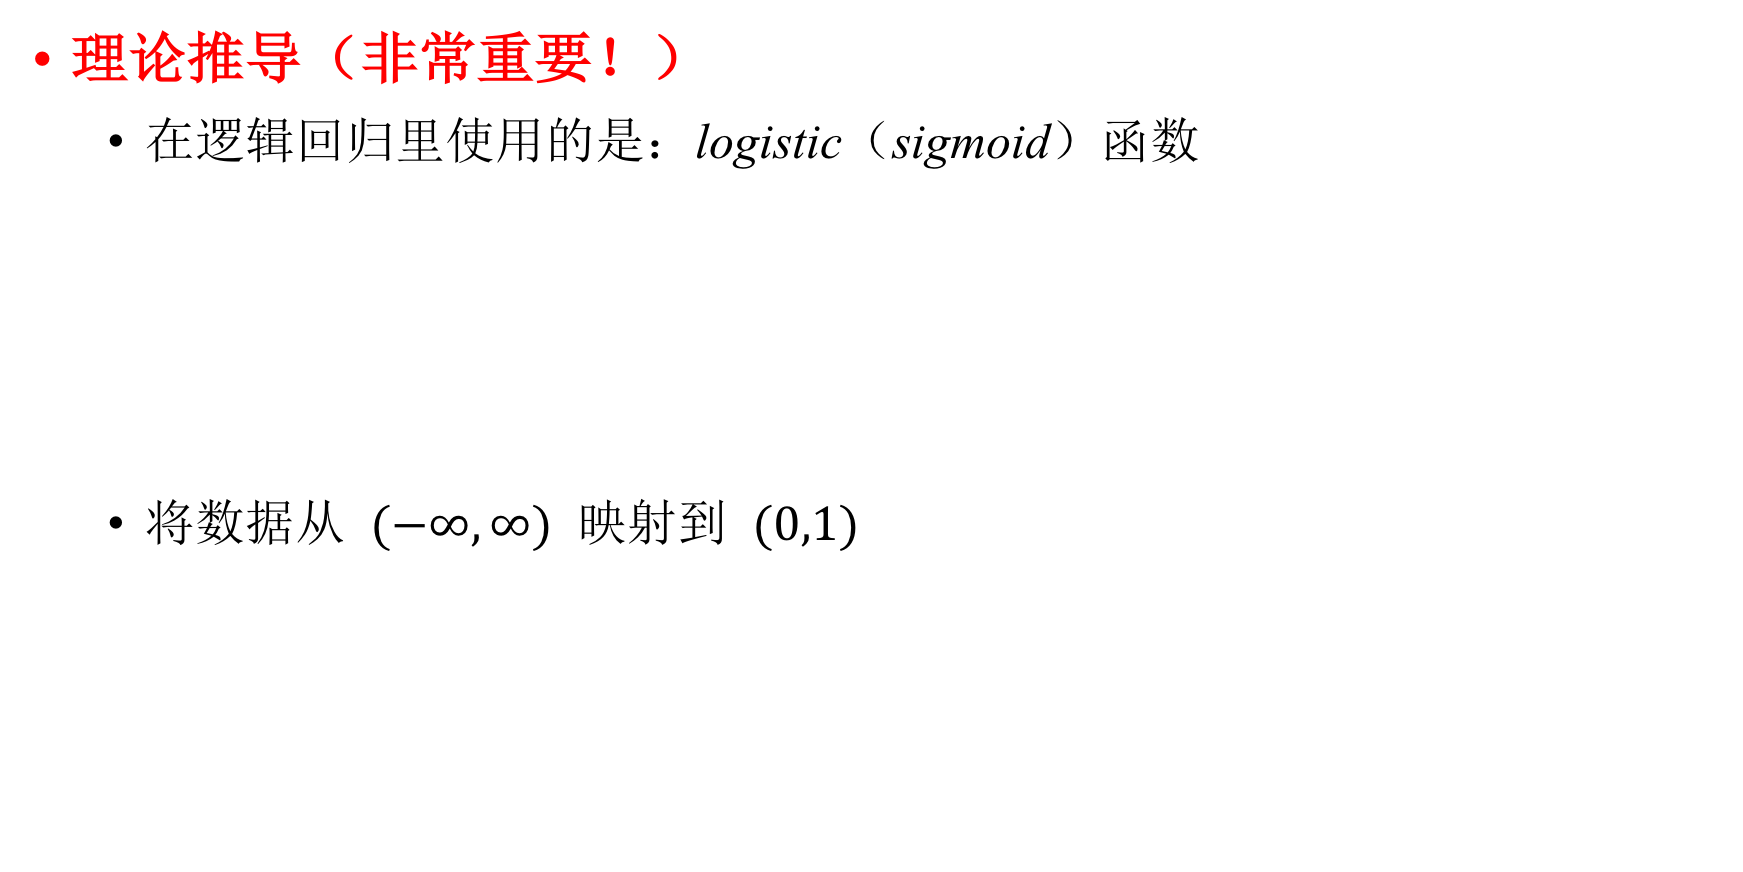 • 理论推导（非常重要！）
• 在逻辑回归里使用的是：logistic（sigmoid）函数
• 将数据从 (−∞, ∞) 映射到 (0,1)